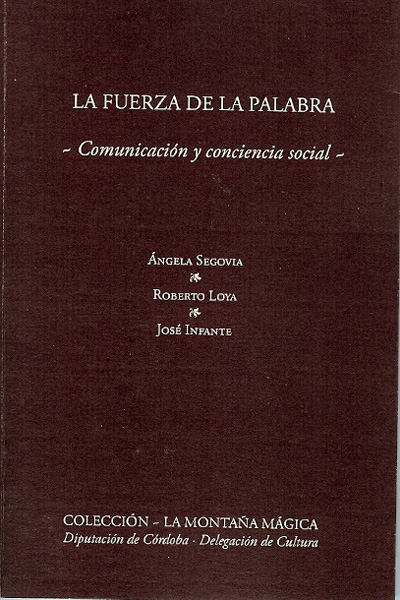 LA FUERZA DE LA PALABRA
~ Comunicación y conciencia social ~
ÁNGELA SEGOVIA
ROBERTO LOYA
JOSÉ INFANTE
COLECCIÓN ~ LA MONTAÑA MÁGICA
Diputación de Córdoba · Delegación de Cultura